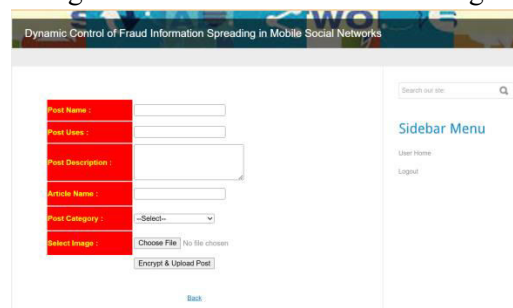 Dynamic Control of Fraud Information Spreading in Mobile Social Networks
Search our site:
Post Name :
Post Uses :
Sidebar Menu
User Home
Post Description :
Logout
Article Name :
Post Category :
--Select--
Select Image :
Choose File No file chosen
Encrypt & Upload Post
Back